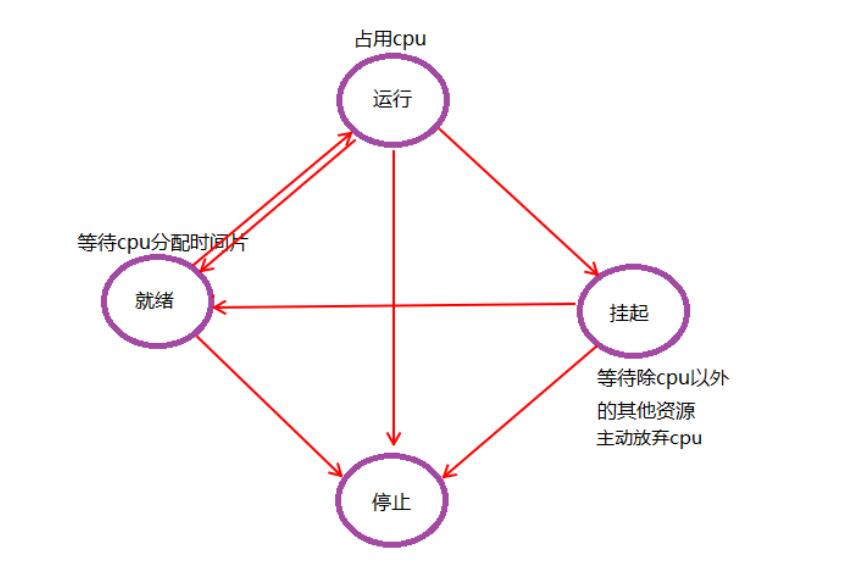 占用cpu
运行
等待cpu分配时间片
就绪
挂起
等待除cpu以外
的其他资源
主动放弃cpu
停止